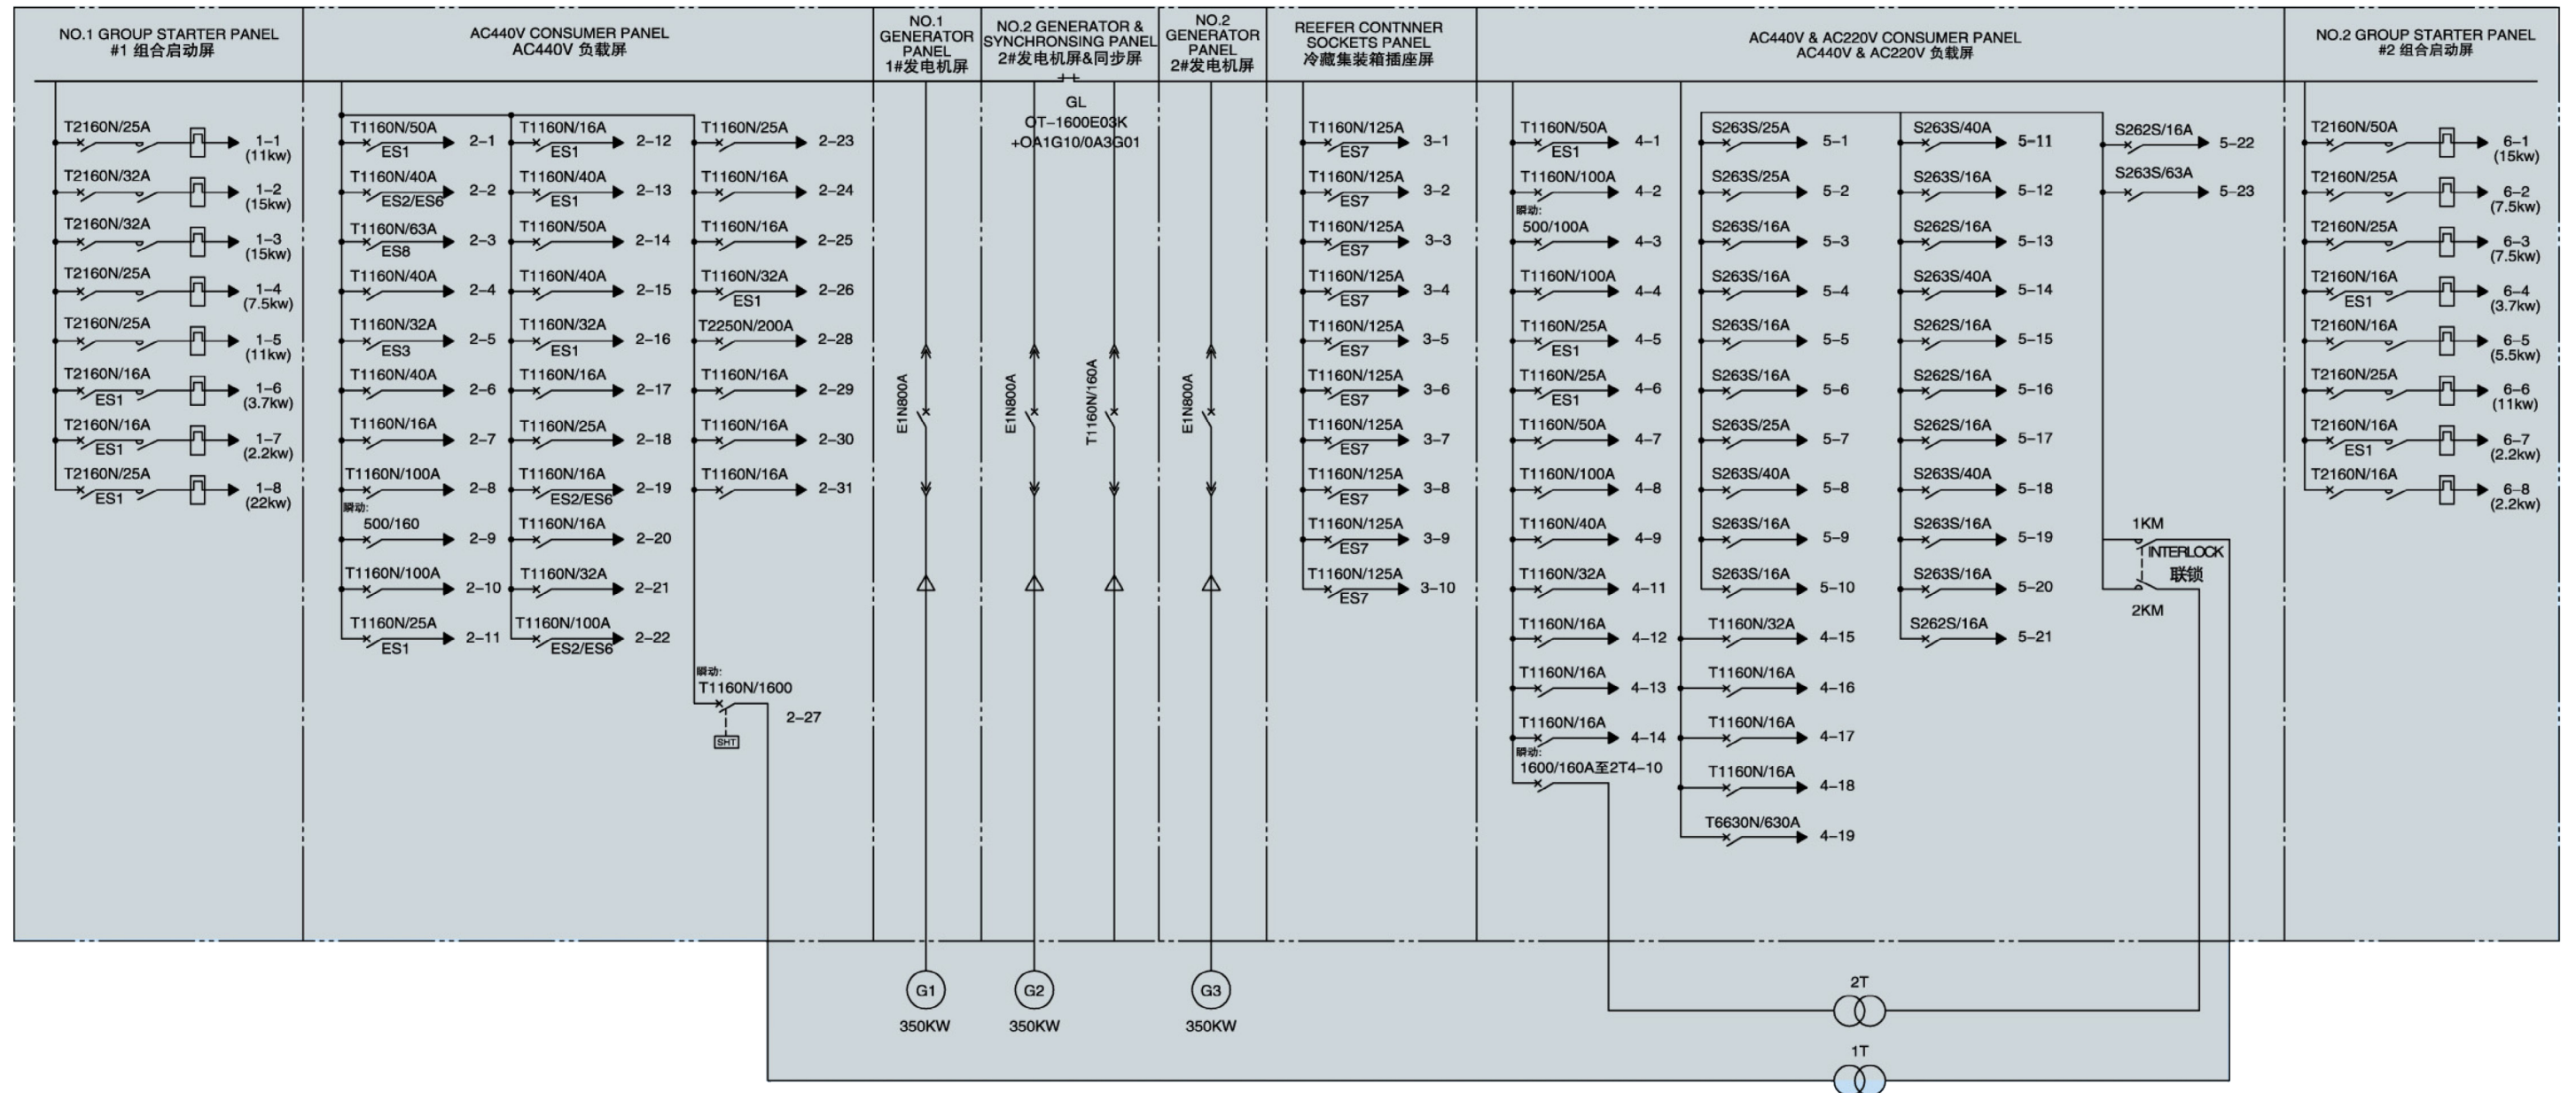 NO.1 GROUP STARTER PANEL
#1 组合启动屏
T2160N/25A
1-1
(11kw)
T2160N/32A
1-2
(15kw)
T2160N/32A
1-3
(15kw)
T2160N/25A
1-4
(7.5kw)
T2160N/25A
1-5
(11kw)
T2160N/16A
ES1
1-6
(3.7kw)
T2160N/16A
ES1
1-7
(2.2kw)
T2160N/25A
ES1
1-8
(22kw)
AC440V CONSUMER PANEL
AC440V 负载屏
T1160N/50A
ES1
2-1
T1160N/40A
ES2/ES6
2-2
T1160N/63A
ES8
2-3
T1160N/40A
2-4
T1160N/32A
ES3
2-5
T1160N/40A
2-6
T1160N/16A
2-7
T1160N/100A
2-8
瞬动:
500/160
2-9
T1160N/100A
2-10
T1160N/25A
ES1
2-11
T1160N/16A
ES1
2-12
T1160N/40A
ES1
2-13
T1160N/50A
2-14
T1160N/40A
2-15
T1160N/32A
ES1
2-16
T1160N/16A
2-17
T1160N/25A
2-18
T1160N/16A
ES2/ES6
2-19
T1160N/16A
2-20
T1160N/32A
2-21
T1160N/100A
ES2/ES6
2-22
T1160N/25A
2-23
T1160N/16A
2-24
T1160N/16A
2-25
T1160N/32A
ES1
2-26
T2250N/200A
2-28
T1160N/16A
2-29
T1160N/16A
2-30
T1160N/16A
2-31
瞬动:
T1160N/1600
2-27
SHT
NO.1
GENERATOR
PANEL
1#发电机屏
E1N800A
G1
350KW
NO.2 GENERATOR &
SYNCHRONSING PANEL
2#发电机屏&同步屏
GL
OT-1600E03K
+OA1G10/0A3G01
E1N800A
T1160N/160A
G2
350KW
NO.2
GENERATOR
PANEL
2#发电机屏
E1N800A
G3
350KW
REEFER CONTNNER
SOCKETS PANEL
冷藏集装箱插座屏
T1160N/125A
ES7
3-1
T1160N/125A
ES7
3-2
T1160N/125A
ES7
3-3
T1160N/125A
ES7
3-4
T1160N/125A
ES7
3-5
T1160N/125A
ES7
3-6
T1160N/125A
ES7
3-7
T1160N/125A
ES7
3-8
T1160N/125A
ES7
3-9
T1160N/125A
ES7
3-10
AC440V & AC220V CONSUMER PANEL
AC440V & AC220V 负载屏
T1160N/50A
ES1
4-1
T1160N/100A
4-2
瞬动:
500/100A
4-3
T1160N/100A
4-4
T1160N/25A
ES1
4-5
T1160N/25A
ES1
4-6
T1160N/50A
4-7
T1160N/100A
4-8
T1160N/40A
4-9
T1160N/32A
4-11
T1160N/16A
4-12
T1160N/16A
4-13
T1160N/16A
4-14
瞬动:
1600/160A至2T4-10
S263S/25A
5-1
S263S/25A
5-2
S263S/16A
5-3
S263S/16A
5-4
S263S/16A
5-5
S263S/16A
5-6
S263S/25A
5-7
S263S/40A
5-8
S263S/16A
5-9
S263S/16A
5-10
T1160N/32A
4-15
T1160N/16A
4-16
T1160N/16A
4-17
T1160N/16A
4-18
T6630N/630A
4-19
S263S/40A
5-11
S263S/16A
5-12
S262S/16A
5-13
S263S/40A
5-14
S262S/16A
5-15
S262S/16A
5-16
S262S/16A
5-17
S263S/40A
5-18
S263S/16A
5-19
S263S/16A
5-20
S262S/16A
5-21
S262S/16A
5-22
S263S/63A
5-23
1KM
INTERLOCK
联锁
2KM
2T
1T
NO.2 GROUP STARTER PANEL
#2 组合启动屏
T2160N/50A
6-1
(15kw)
T2160N/25A
6-2
(7.5kw)
T2160N/25A
6-3
(7.5kw)
T2160N/16A
ES1
6-4
(3.7kw)
T2160N/16A
6-5
(5.5kw)
T2160N/25A
6-6
(11kw)
T2160N/16A
ES1
6-7
(2.2kw)
T2160N/16A
6-8
(2.2kw)